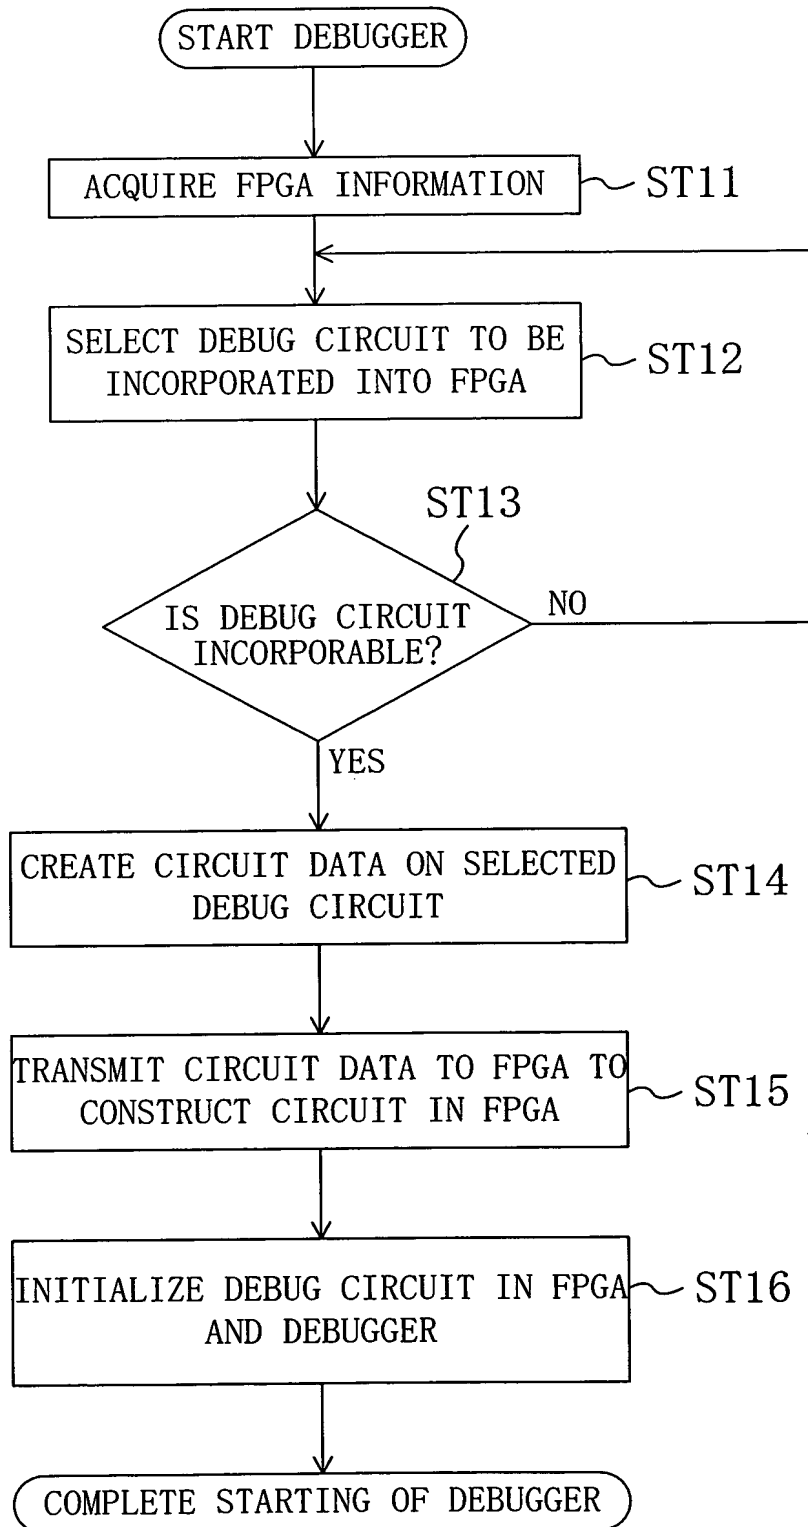 START DEBUGGER
ACQUIRE FPGA INFORMATION
ST11
SELECT DEBUG CIRCUIT TO BE
INCORPORATED INTO FPGA
ST12
ST13
IS DEBUG CIRCUIT
INCORPORABLE?
NO
YES
CREATE CIRCUIT DATA ON SELECTED
DEBUG CIRCUIT
ST14
TRANSMIT CIRCUIT DATA TO FPGA TO
CONSTRUCT CIRCUIT IN FPGA
ST15
INITIALIZE DEBUG CIRCUIT IN FPGA
AND DEBUGGER
ST16
COMPLETE STARTING OF DEBUGGER